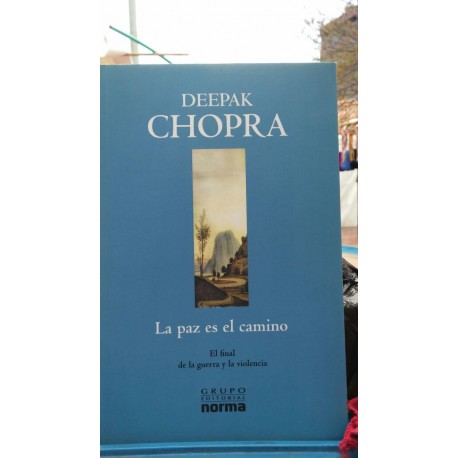 DEEPAK
CHOPRA
La paz es el camino
El final
de la guerra y la violencia
GRUPO
EDITORIAL
norma